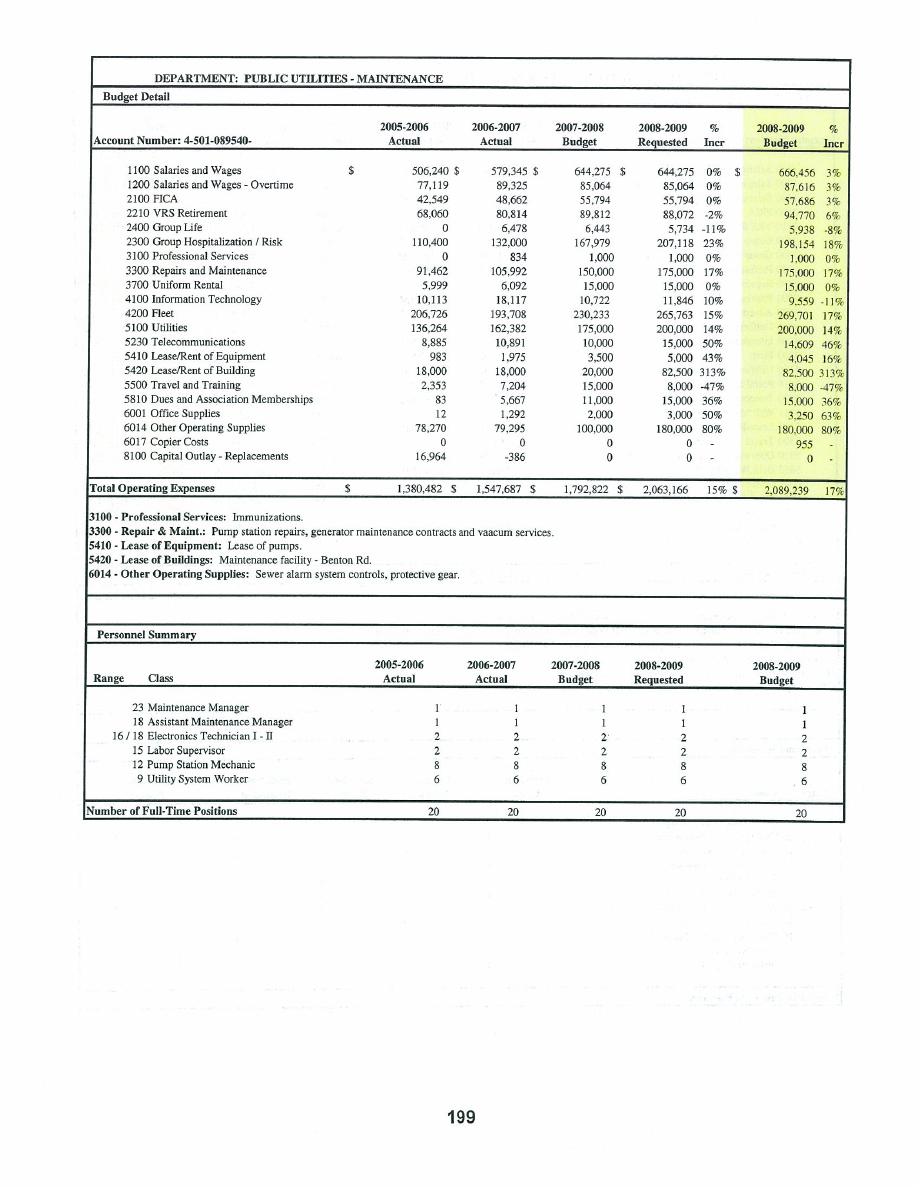 DEPARTMENT: PUBLIC UTILITIES - MAINTENANCE
Budget Detail
2005-2006 2006-2007 2007-2008 2008-2009 % 2008-2009 %
Account Number: 4-501-089540- Actual Actual Budget Requested Incr Budget Incr
1100 Salaries and Wages $ 506,240 $ 579,345 $ 644,275 $ 644,275 0% $ 666,456 3%
1200 Salaries and Wages - Overtime 77,119 89,325 85,064 85,064 0% 87,616 3%
2100 FICA 42,549 48,662 55,794 55,794 0% 57,686 3%
2210 VRS Retirement 68,060 80,814 89,812 88,072 -2% 94,770 6%
2400 Group Life 0 6,478 6,443 5,734 -11% 5,938 -8%
2300 Group Hospitalization / Risk 110,400 132,000 167,979 207,118 23% 198,154 18%
3100 Professional Services 0 834 1,000 1,000 0% 1,000 0%
3300 Repairs and Maintenance 91,462 105,992 150,000 175,000 17% 175,000 17%
3700 Uniform Rental 5,999 6,092 15,000 15,000 0% 15,000 0%
4100 Information Technology 10,113 18,117 10,722 11,846 10% 9,559 -11%
4200 Fleet 206,726 193,708 230,233 265,763 15% 269,701 17%
5100 Utilities 136,264 162,382 175,000 200,000 14% 200,000 14%
5230 Telecommunications 8,885 10,891 10,000 15,000 50% 14,609 46%
5410 Lease/Rent of Equipment 983 1,975 3,500 5,000 43% 4,045 16%
5420 Lease/Rent of Building 18,000 18,000 20,000 82,500 313% 82,500 313%
5500 Travel and Training 2,353 7,204 15,000 8,000 -47% 8,000 -47%
5810 Dues and Association Memberships 83 5,667 11,000 15,000 36% 15,000 36%
6001 Office Supplies 12 1,292 2,000 3,000 50% 3,250 63%
6014 Other Operating Supplies 78,270 79,295 100,000 180,000 80% 180,000 80%
6017 Copier Costs 0 0 0 0 - 955 -
8100 Capital Outlay - Replacements 16,964 -386 0 0 - 0 -
Total Operating Expenses $ 1,380,482 $ 1,547,687 $ 1,792,822 $ 2,063,166 15% $ 2,089,239 17%
3100 - Professional Services: Immunizations.
3300 - Repair & Maint.: Pump station repairs, generator maintenance contracts and vaacum services.
5410 - Lease of Equipment: Lease of pumps.
5420 - Lease of Buildings: Maintenance facility - Benton Rd.
6014 - Other Operating Supplies: Sewer alarm system controls, protective gear.
Personnel Summary
2005-2006 2006-2007 2007-2008 2008-2009 2008-2009
Range Class Actual Actual Budget Requested Budget
23 Maintenance Manager 1 1 1 1 1
18 Assistant Maintenance Manager 1 1 1 1 1
16 / 18 Electronics Technician I - II 2 2 2 2 2
15 Labor Supervisor 2 2 2 2 2
12 Pump Station Mechanic 8 8 8 8 8
9 Utility System Worker 6 6 6 6 6
Number of Full-Time Positions 20 20 20 20 20
199